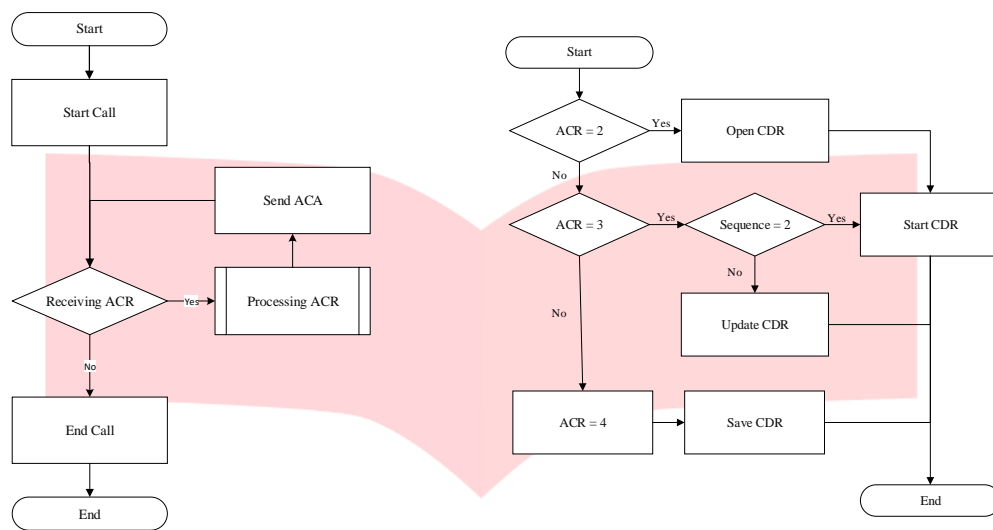 Start
Start Call
Send ACA
Receiving ACR
Yes
Processing ACR
No
End Call
End
Start
ACR = 2
Yes
Open CDR
No
ACR = 3
Yes
Sequence = 2
Yes
Start CDR
No
No
Update CDR
ACR = 4
Save CDR
End